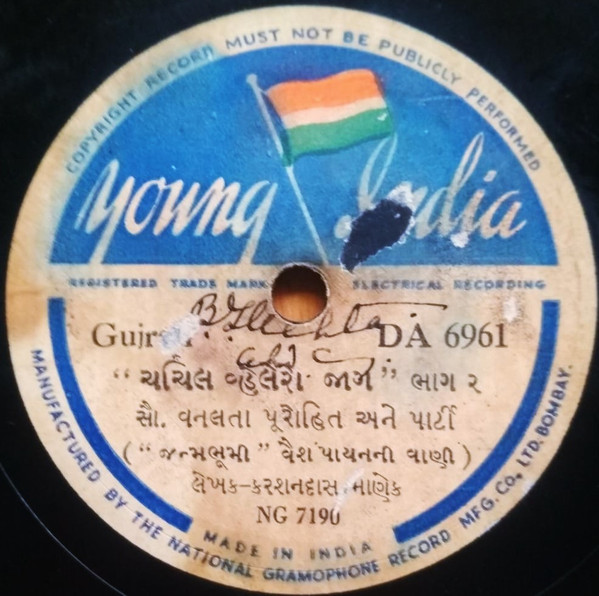 COPYRIGHT RECORD MUST NOT BE PUBLICLY PERFORMED
Young India
REGISTERED TRADE MARK ELECTRICAL RECORDING
DA 6961
“ ચર્ચિલ વડુલેરા જાજા ” ભાગ ૨
સૌ. વનલતા પૂરોહિત અને પાર્ટી
( “ જન્મભૂમી ” વૈશંપાયનની વાણી )
લેખક-કરશનદાસ માણેક
NG 7190
MADE IN INDIA
MANUFACTURED BY THE NATIONAL GRAMOPHONE RECORD MFG. Co., LTD. BOMBAY.